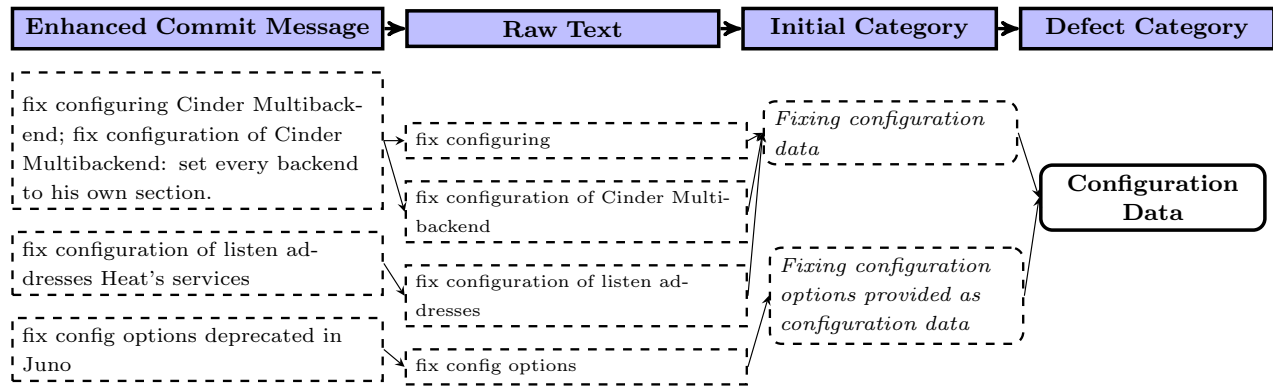 Enhanced Commit Message
Raw Text
Initial Category
Defect Category
fix configuring Cinder Multiback-
end; fix configuration of Cinder
Multibackend: set every backend
to his own section.
fix configuration of listen ad-
dresses Heat's services
fix config options deprecated in
Juno
fix configuring
fix configuration of Cinder Multi-
backend
fix configuration of listen ad-
dresses
fix config options
Fixing configuration
data
Fixing configuration
options provided as
configuration data
Configuration
Data